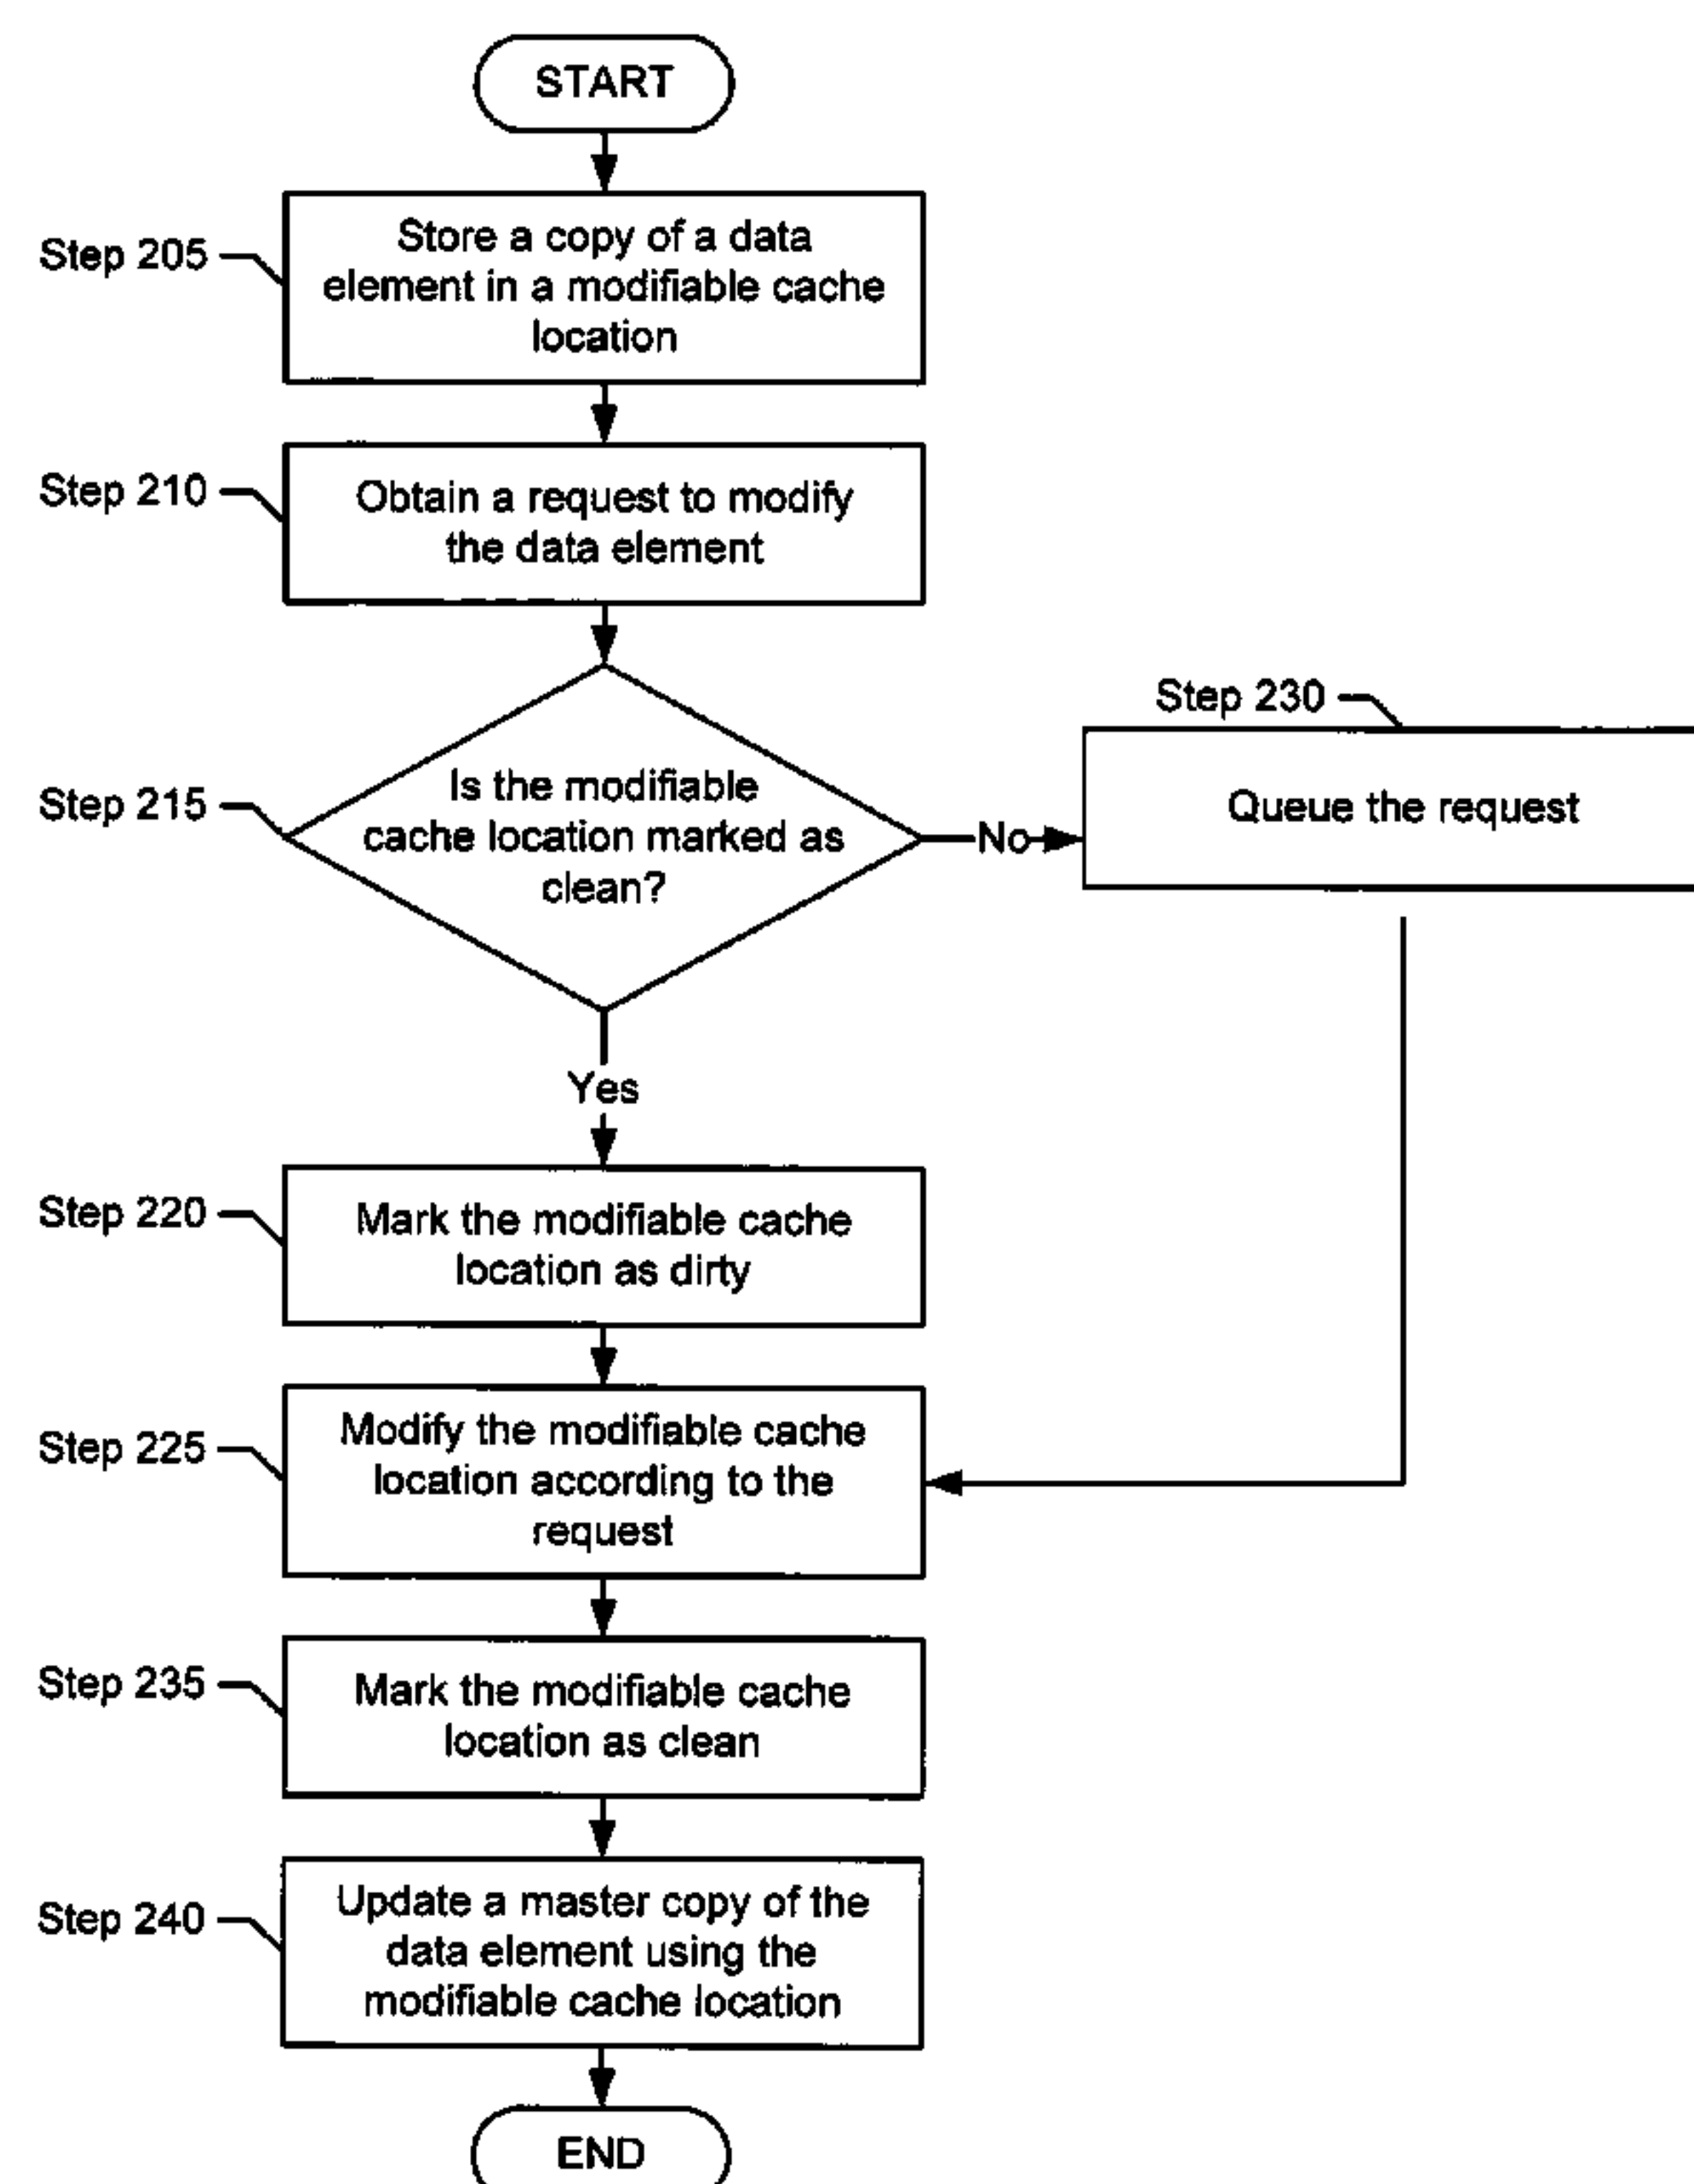 START
Step 205
Store a copy of a data
element in a modifiable cache
location
Step 210
Obtain a request to modify
the data element
Step 215
Is the modifiable
cache location marked as
clean?
No
Step 230
Queue the request
Yes
Step 220
Mark the modifiable cache
location as dirty
Step 225
Modify the modifiable cache
location according to the
request
Step 235
Mark the modifiable cache
location as clean
Step 240
Update a master copy of the
data element using the
modifiable cache location
END